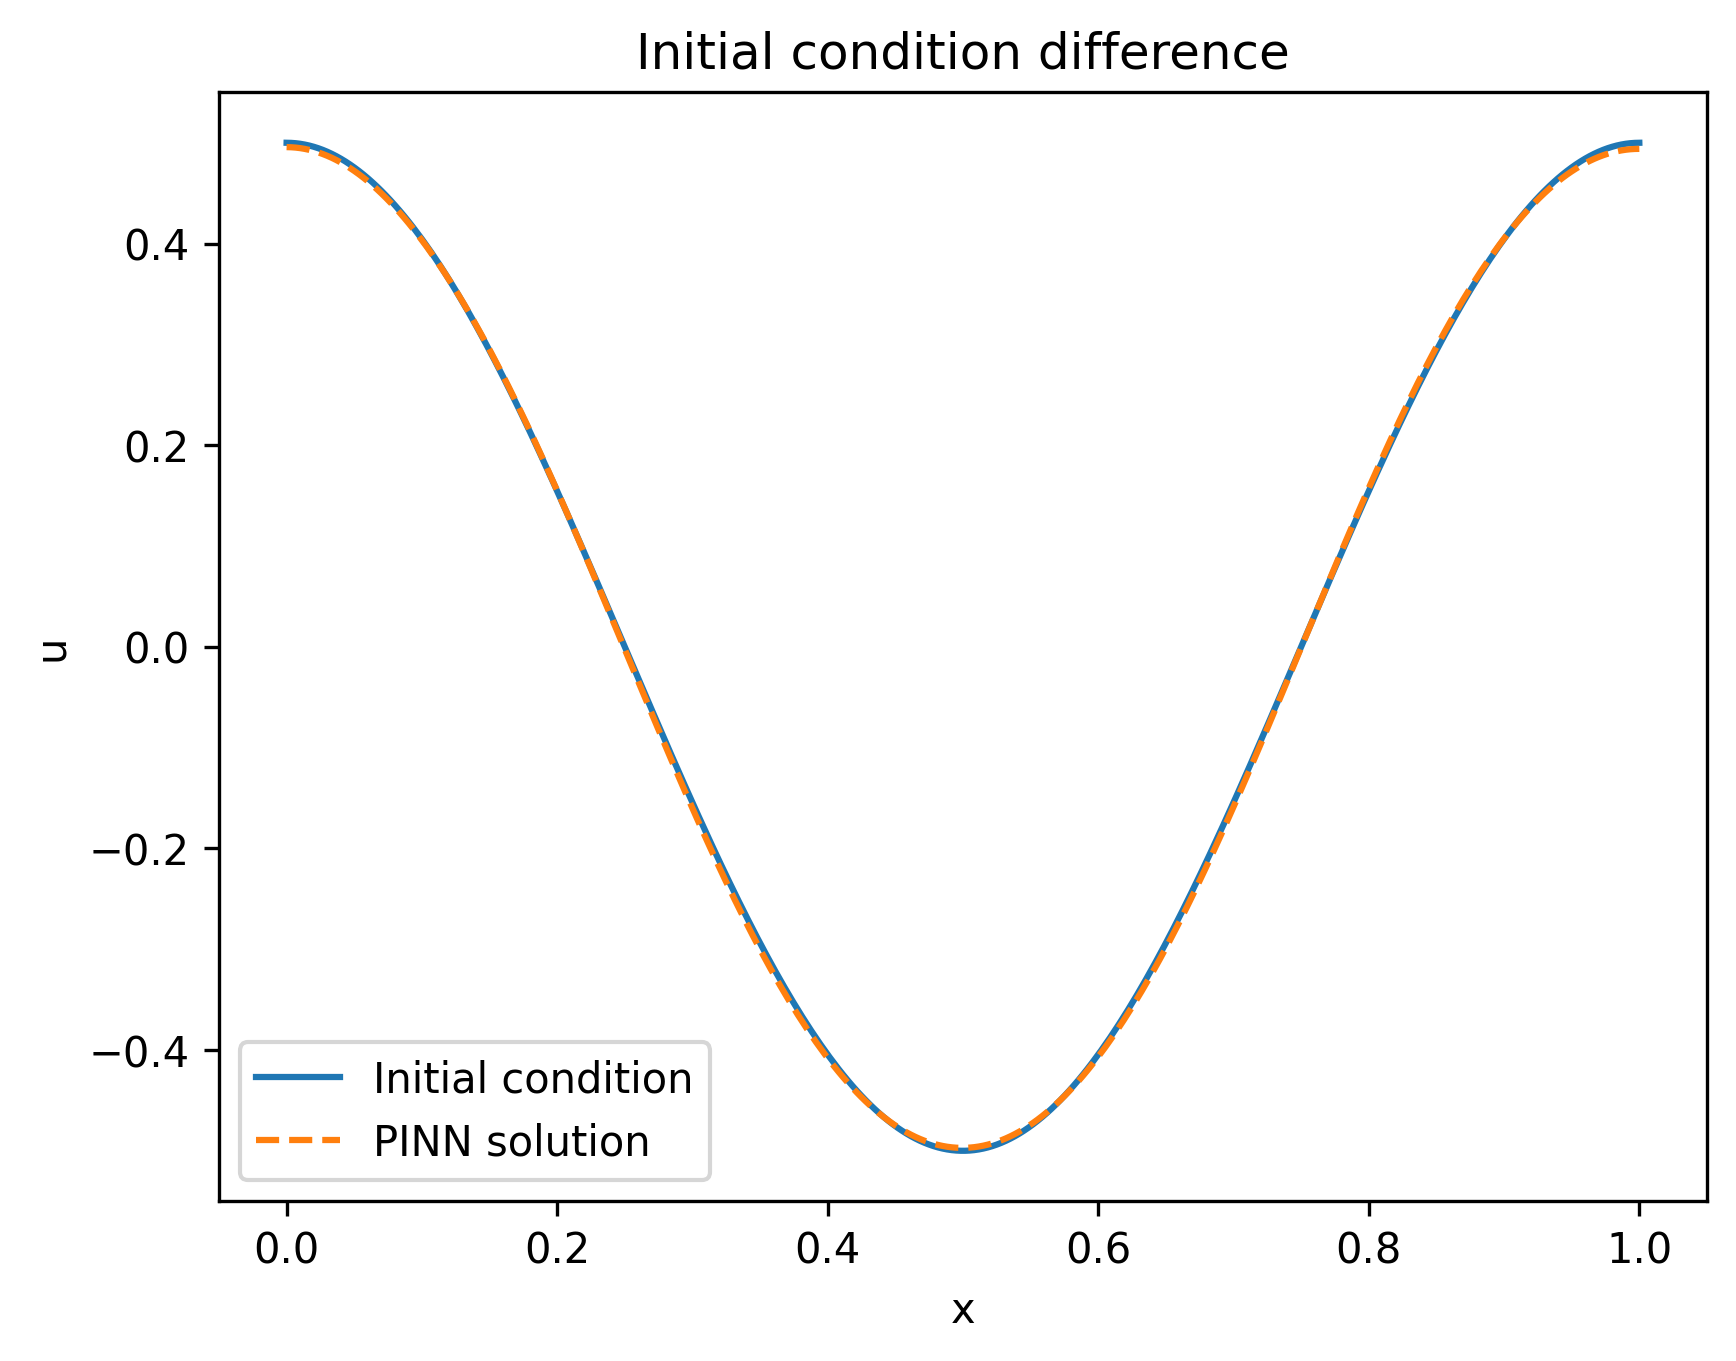 Initial condition difference
u
0.4
0.2
0.0
−0.2
−0.4
Initial condition
PINN solution
0.0 0.2 0.4 0.6 0.8 1.0
x